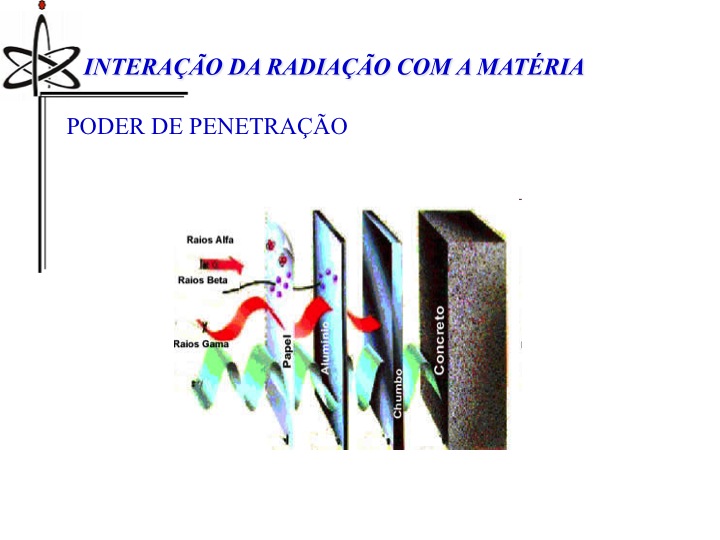 INTERAÇÃO DA RADIAÇÃO COM A MATÉRIA
PODER DE PENETRAÇÃO
Raios Alfa
Raios Beta
Raios Gama
Papel
Alumínio
Chumbo
Concreto